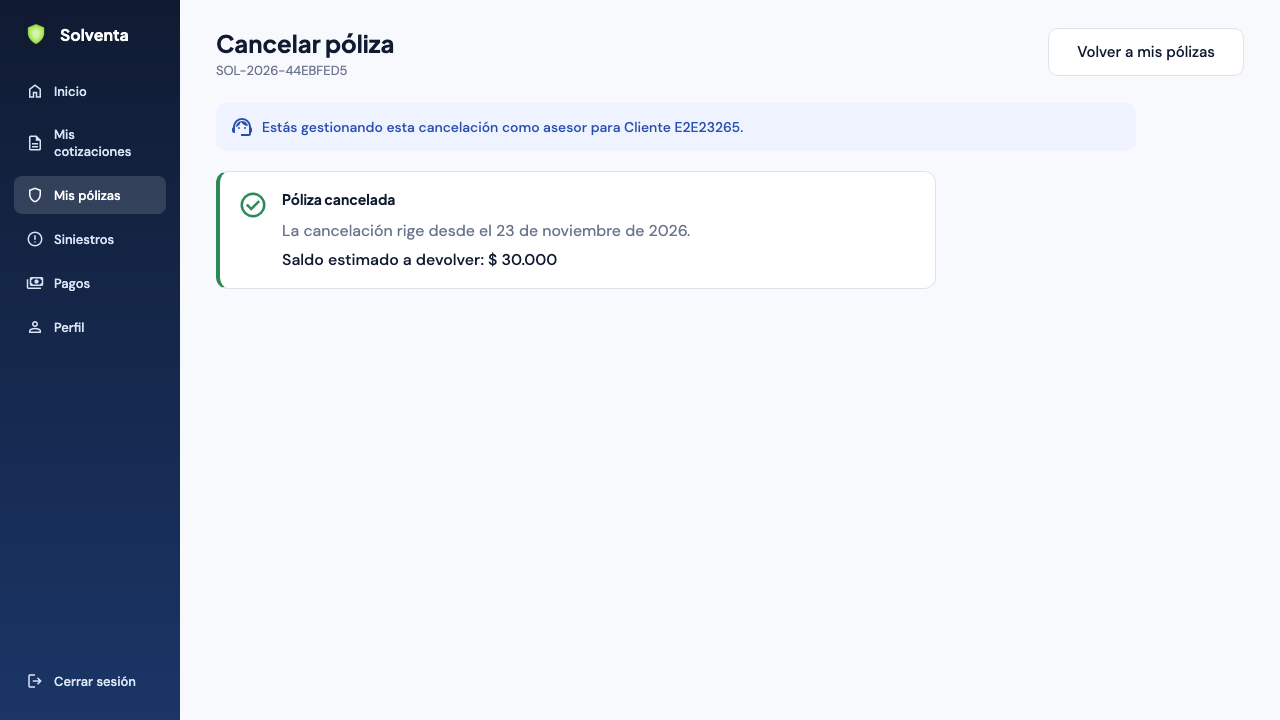 Solventa
Inicio
Mis
cotizaciones
Mis pólizas
Siniestros
Pagos
Perfil
Cerrar sesión
Cancelar póliza
SOL-2026-44EBFED5
Volver a mis pólizas
Estás gestionando esta cancelación como asesor para Cliente E2E23265.
Póliza cancelada
La cancelación rige desde el 23 de noviembre de 2026.
Saldo estimado a devolver: $ 30.000